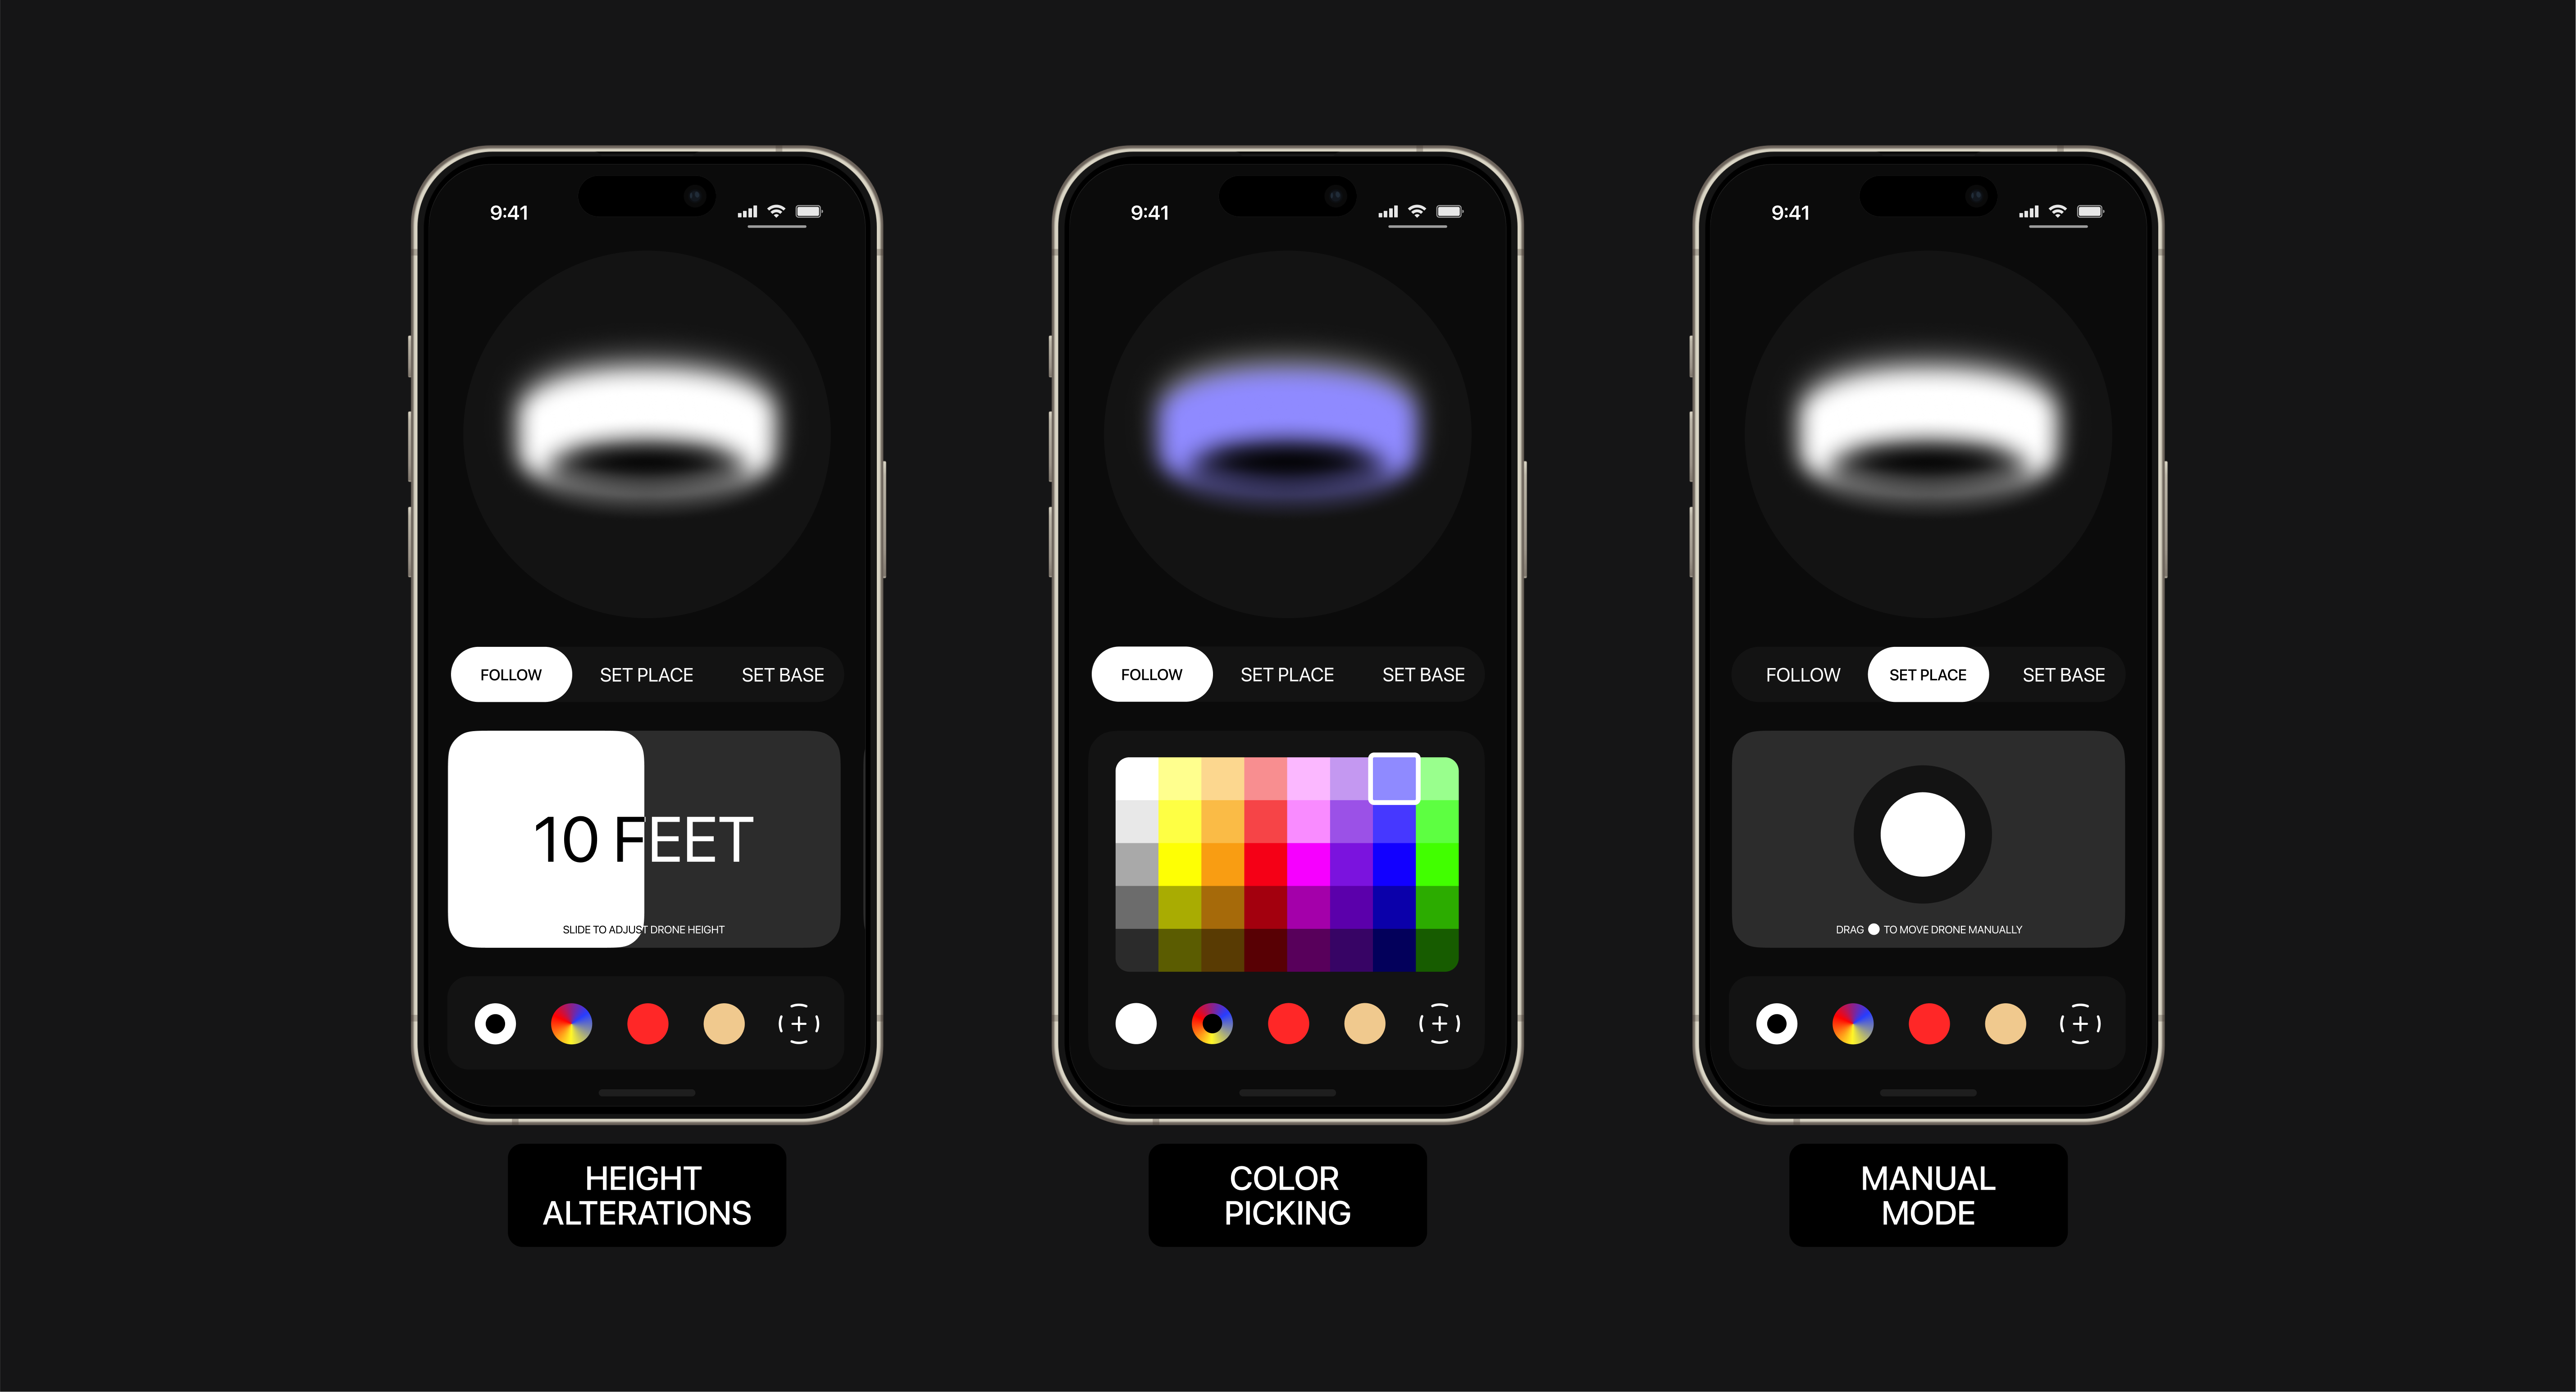 9:41
FOLLOW SET PLACE SET BASE
10 FEET
SLIDE TO ADJUST DRONE HEIGHT
HEIGHT
ALTERATIONS
9:41
FOLLOW SET PLACE SET BASE
COLOR
PICKING
9:41
FOLLOW SET PLACE SET BASE
DRAG TO MOVE DRONE MANUALLY
MANUAL
MODE